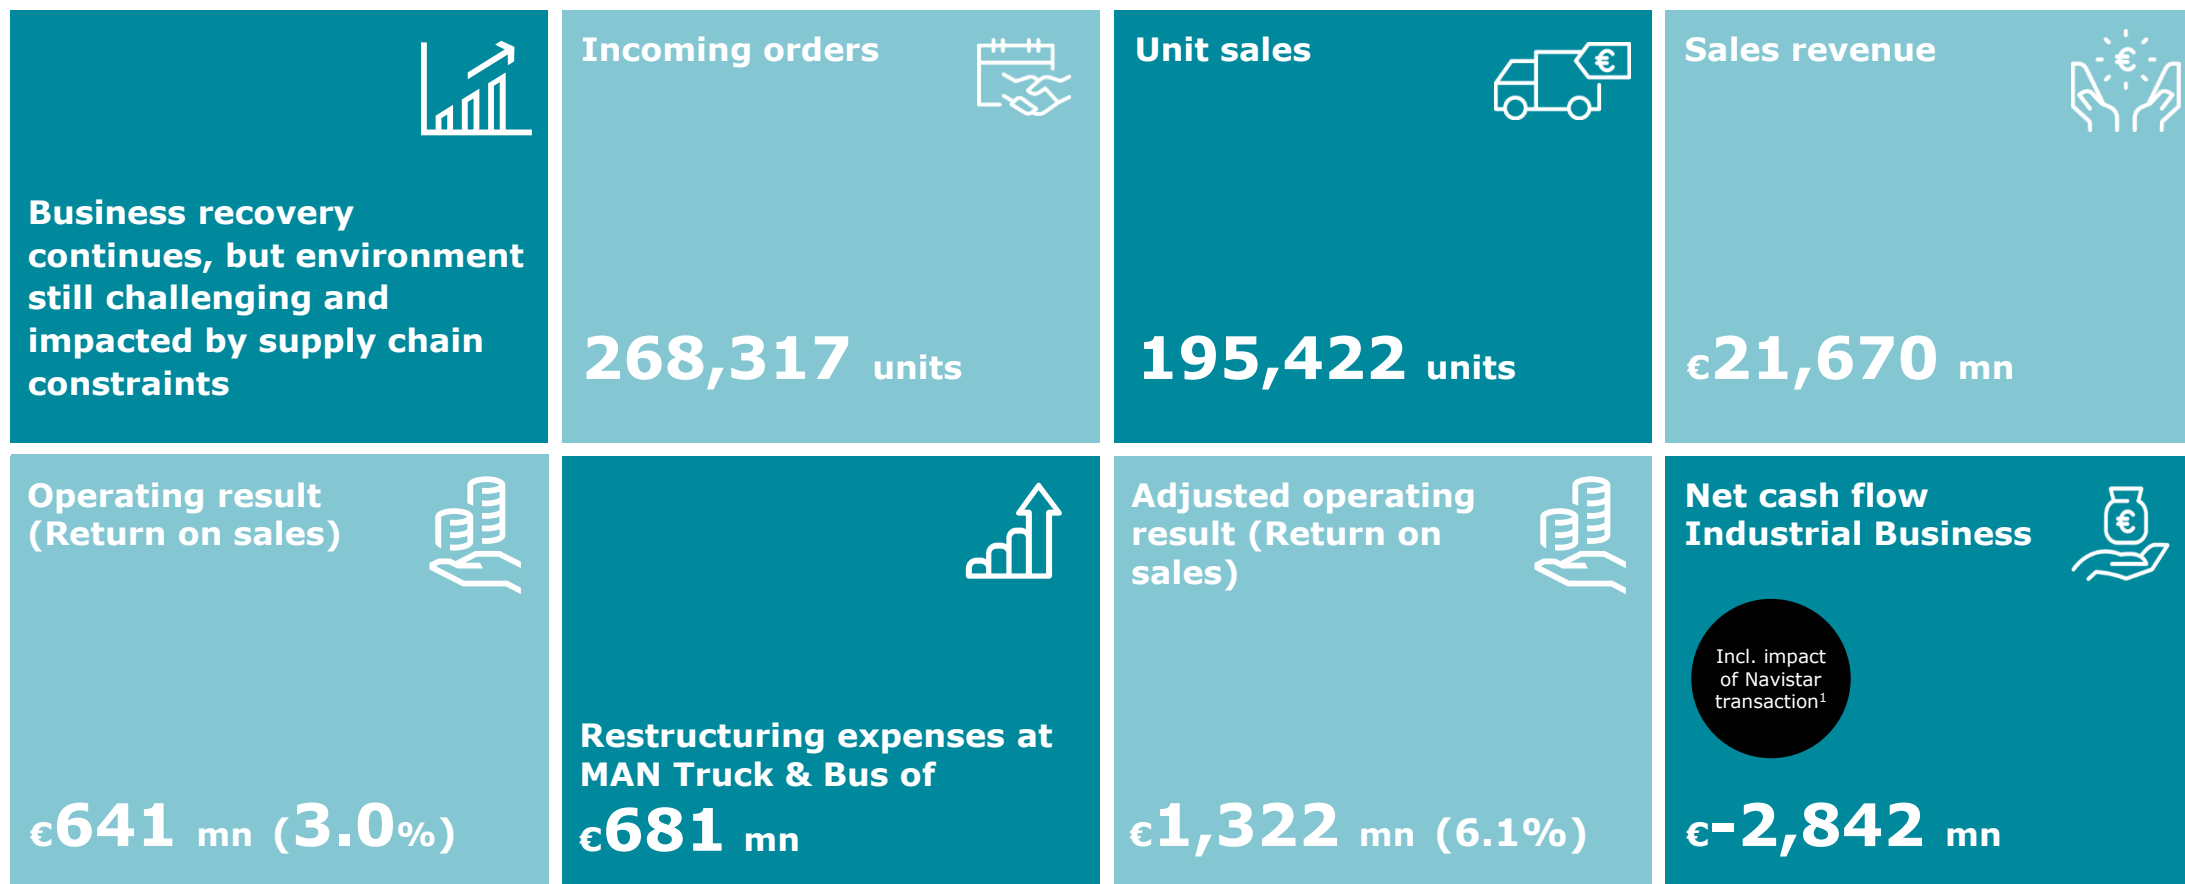 Business recovery
continues, but environment
still challenging and
impacted by supply chain
constraints
Incoming orders
268,317 units
Unit sales
€
195,422 units
Sales revenue
€
€21,670 mn
Operating result
(Return on sales)
€641 mn (3.0%)
Restructuring expenses at
MAN Truck & Bus of
€681 mn
Adjusted operating
result (Return on
sales)
€1,322 mn (6.1%)
Net cash flow
Industrial Business
€
Incl. impact
of Navistar
transaction¹
€-2,842 mn